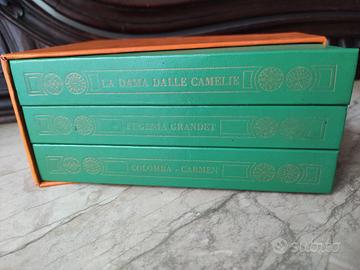 LA DAMA DALLE CAMELIE
EUGENIA GRANDET
COLOMBA - CARMEN
subito